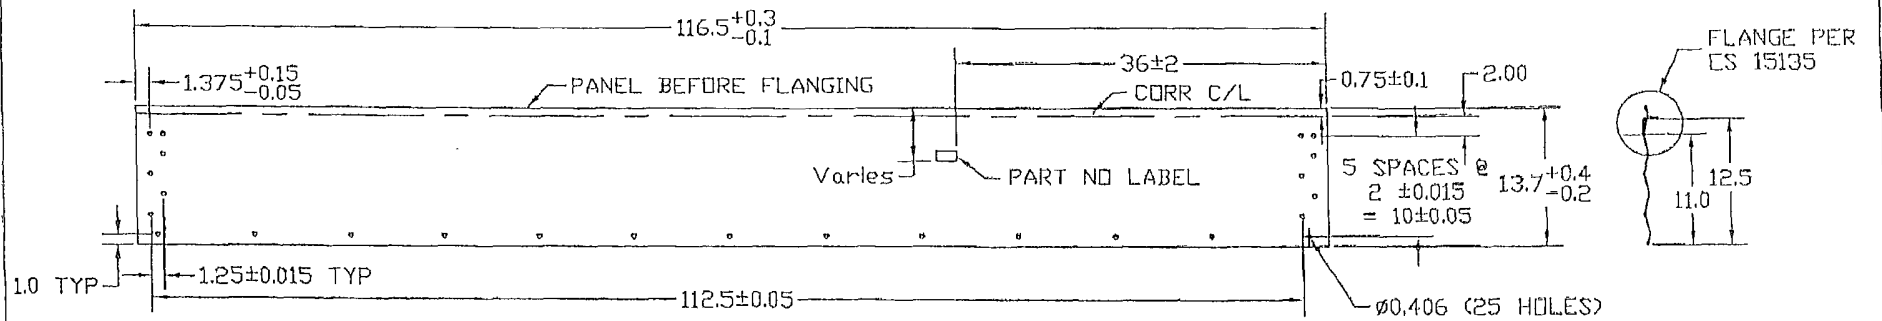 116.5 +0.3 -0.1
FLANGE PER
CS 15135
36±2
1.375 +0.15 -0.05
PANEL BEFORE FLANGING
CORR C/L
0.75±0.1
2.00
Varies
PART NO LABEL
5 SPACES @
2 ±0.015
= 10±0.05
13.7 +0.4 -0.2
11.0
12.5
1.0 TYP
1.25±0.015 TYP
112.5±0.05
ø0.406 (25 HOLES)